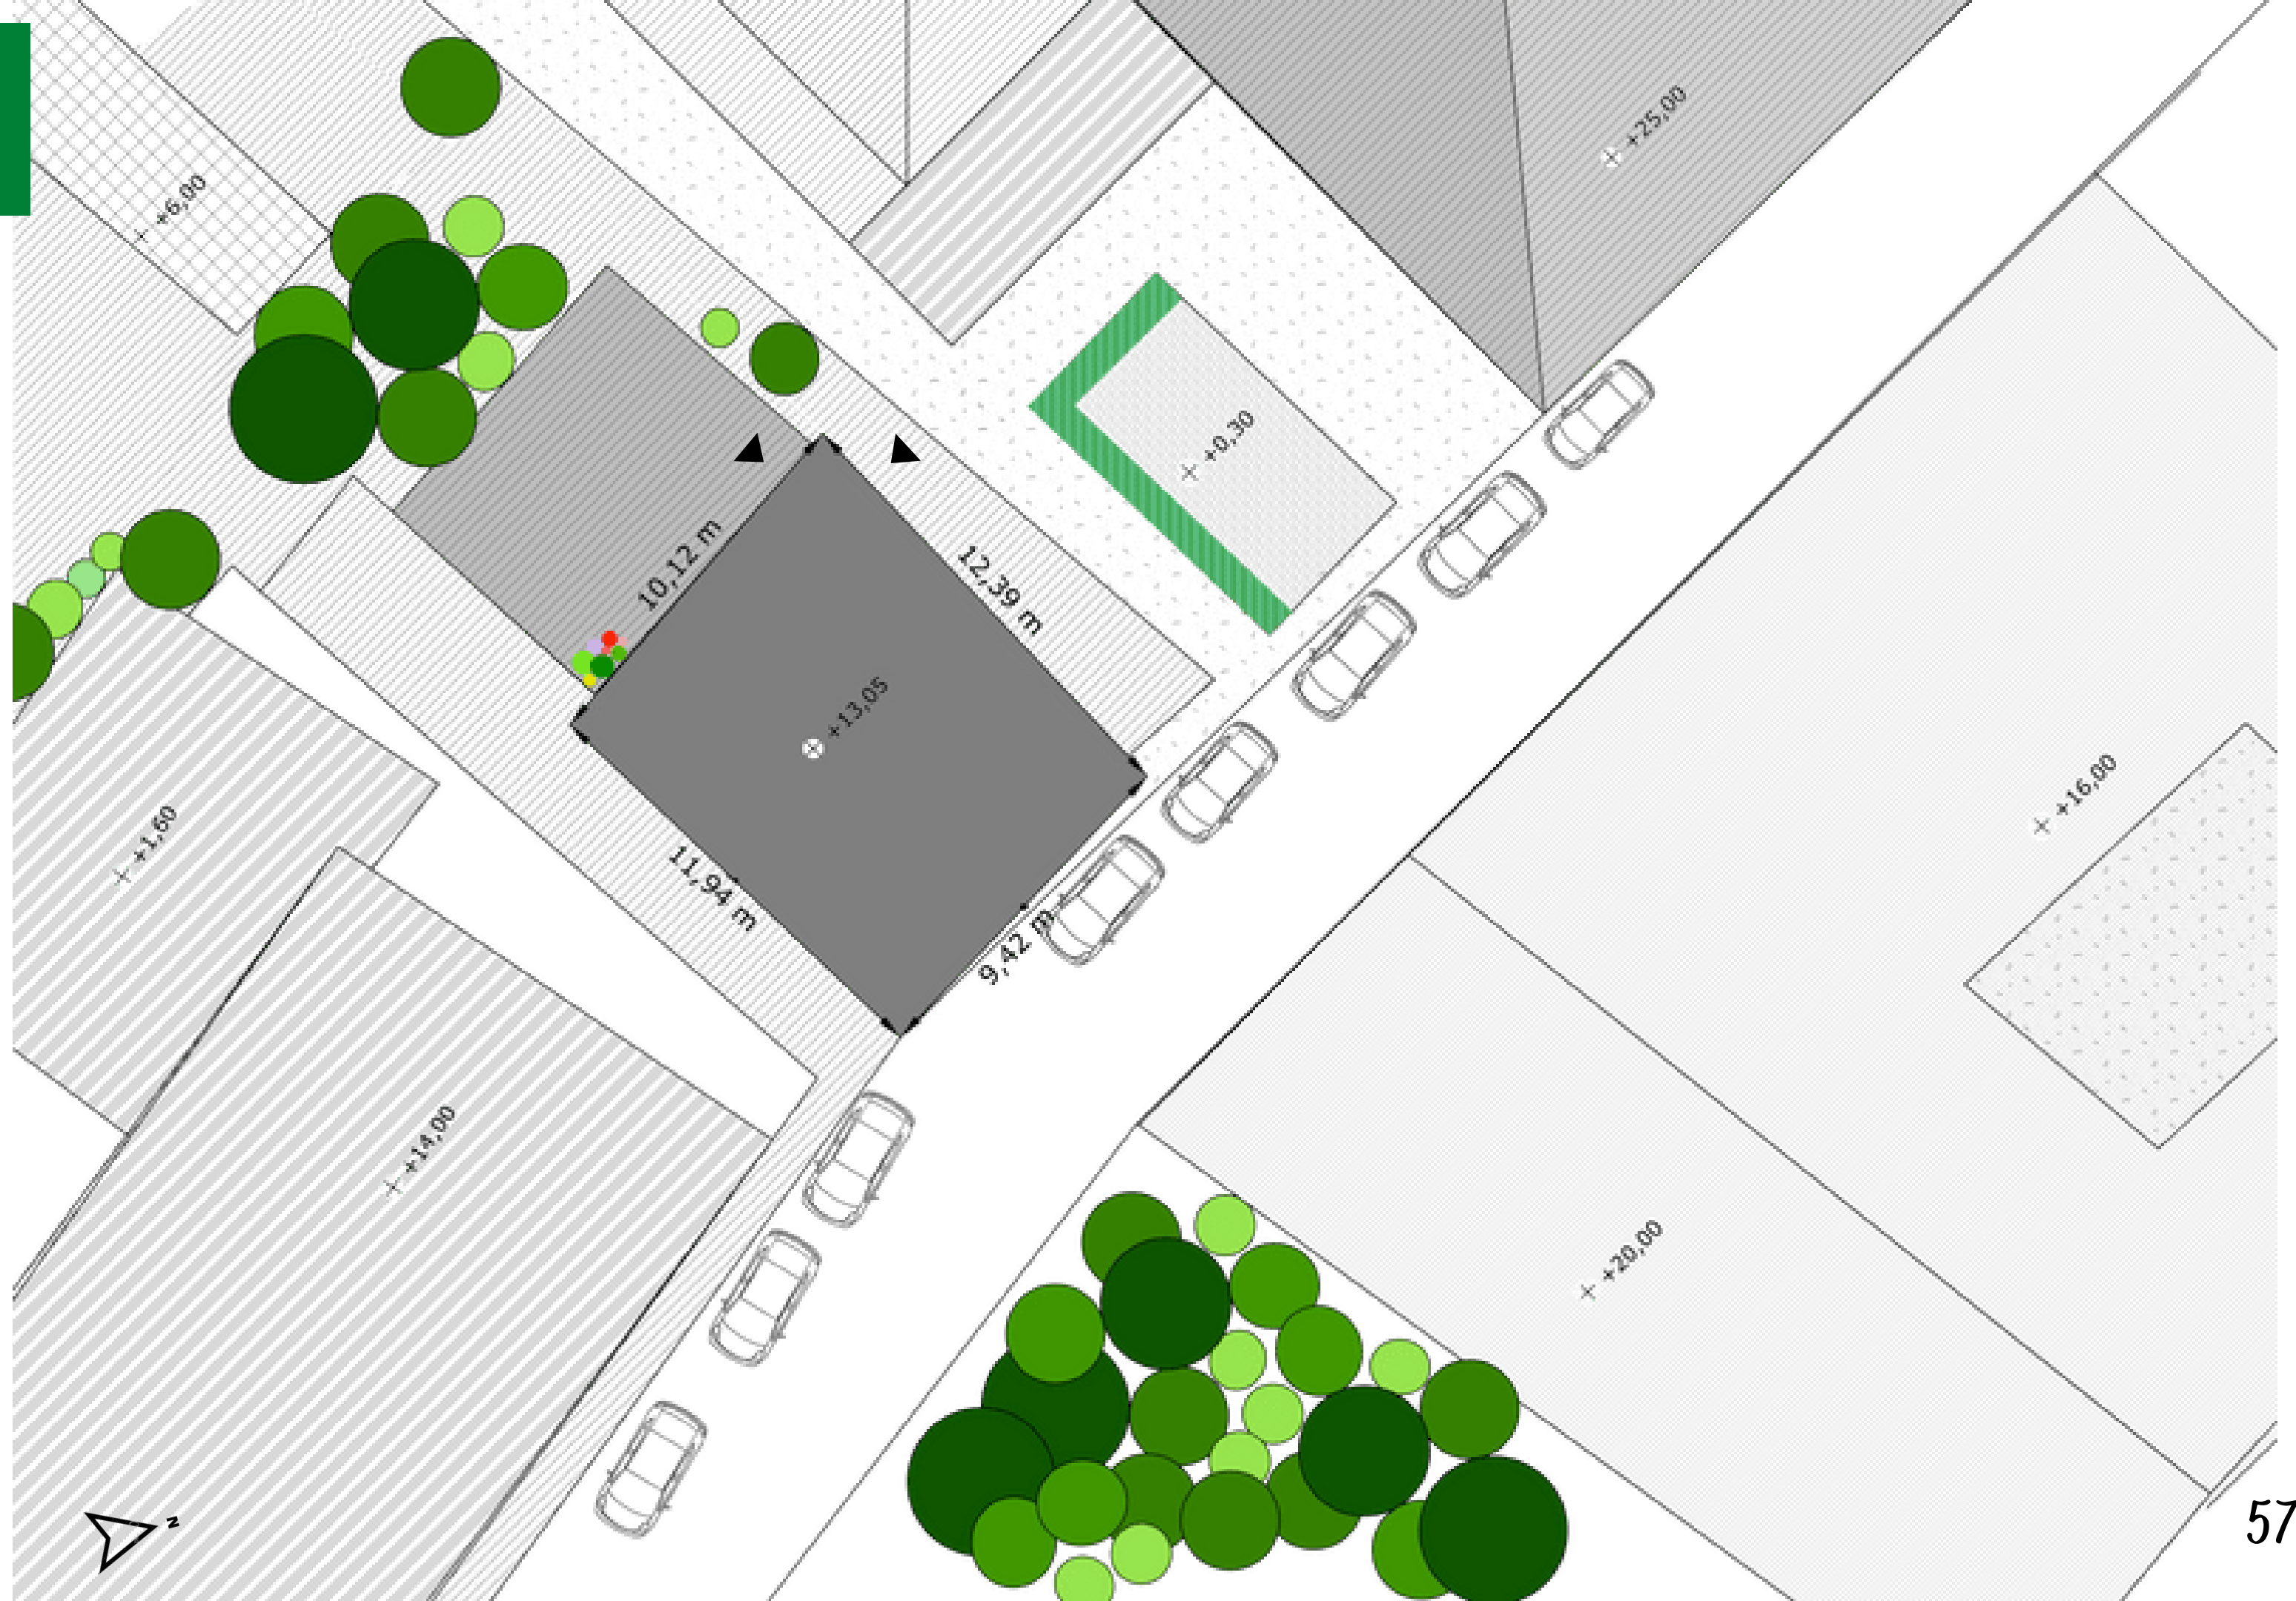 +25,00
+6,00
+0,30
10,12 m
12,39 m
+13,05
+16,00
+1,60
11,94 m
9,42 m
+14,00
+20,00
N
57